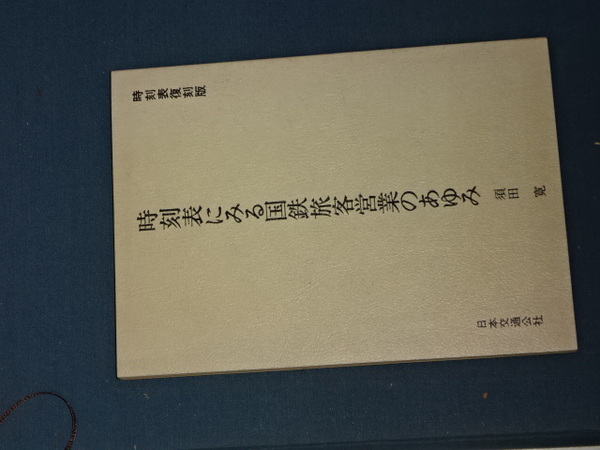 時刻表復刻版
時刻表にみる国鉄旅客営業のあゆみ
須田 寛
日本交通公社